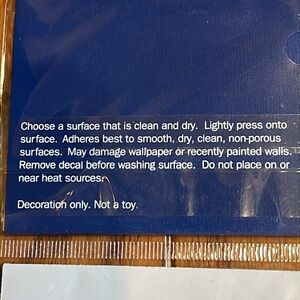 Choose a surface that is clean and dry. Lightly press onto
surface. Adheres best to smooth, dry, clean, non-porous
surfaces. May damage wallpaper or recently painted walls.
Remove decal before washing surface. Do not place on or
near heat sources.
Decoration only. Not a toy.